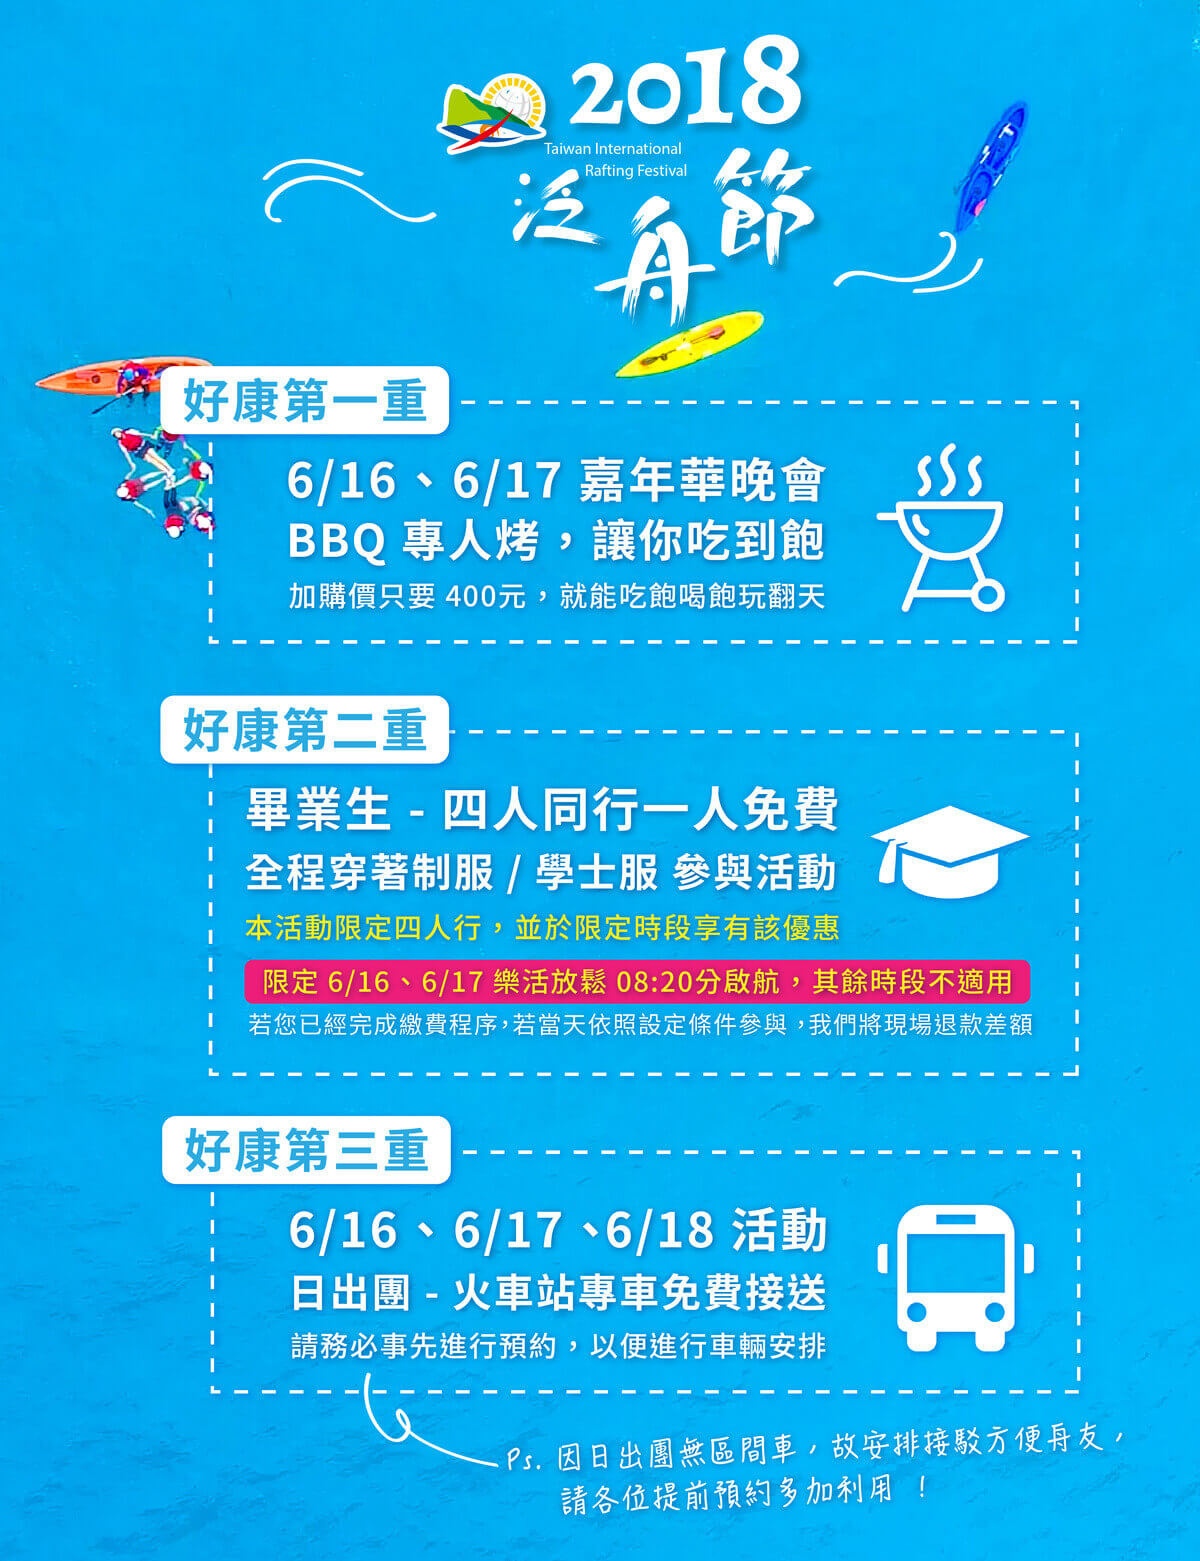 2018
Taiwan International
Rafting Festival
泛舟節
好康第一重
6/16、6/17 嘉年華晚會
BBQ 專人烤，讓你吃到飽
加購價只要 400元，就能吃飽喝飽玩翻天
好康第二重
畢業生 - 四人同行一人免費
全程穿著制服 / 學士服 參與活動
本活動限定四人行，並於限定時段享有該優惠
限定 6/16、6/17 樂活放鬆 08:20分啟航，其餘時段不適用
若您已經完成繳費程序，若當天依照設定條件參與，我們將現場退款差額
好康第三重
6/16、6/17、6/18 活動
日出團 - 火車站專車免費接送
請務必事先進行預約，以便進行車輛安排
Ps. 因日出團無區間車，故安排接駁方便舟友，
請各位提前預約多加利用 ！